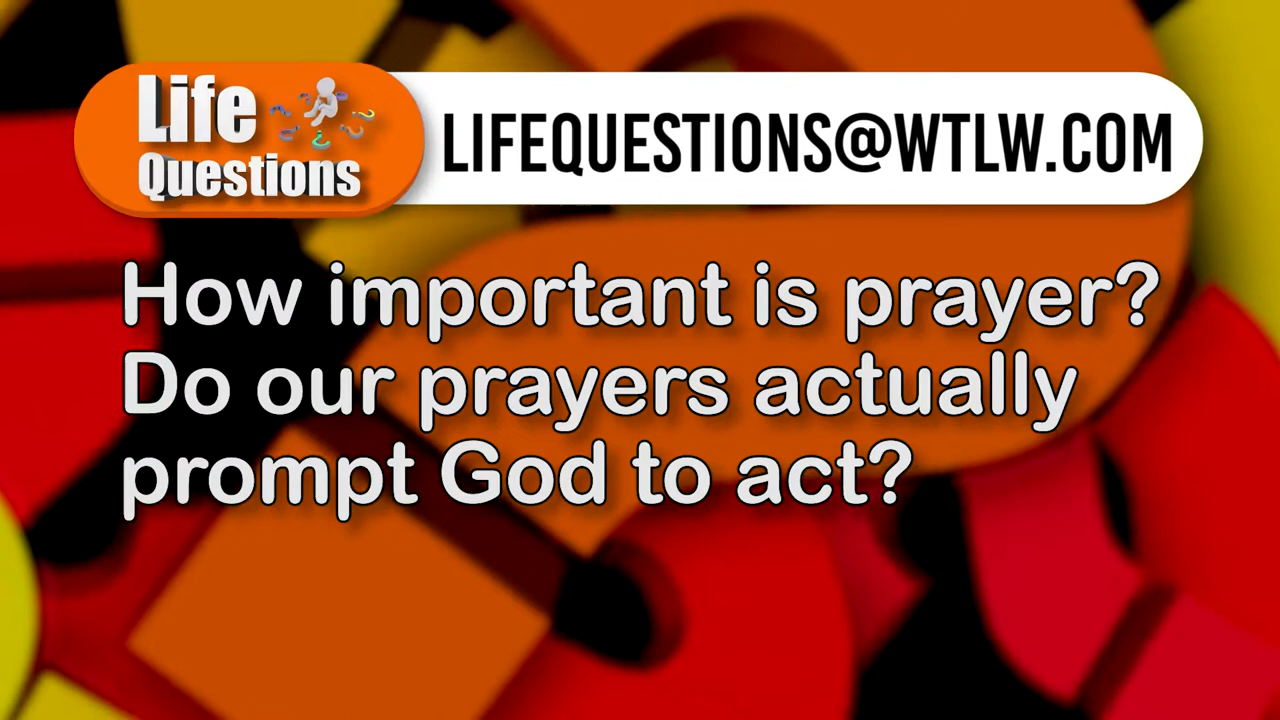 Life
Questions
LIFEQUESTIONS@WTLW.COM
How important is prayer?
Do our prayers actually
prompt God to act?